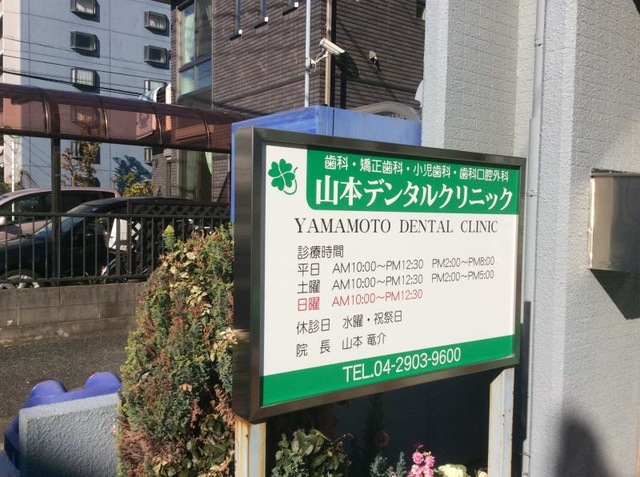 歯科・矯正歯科・小児歯科・歯科口腔外科
山本デンタルクリニック
YAMAMOTO DENTAL CLINIC
診療時間
平日 AM10:00～PM12:30 PM2:00～PM8:00
土曜 AM10:00～PM12:30 PM2:00～PM5:00
日曜 AM10:00～PM12:30
休診日 水曜・祝祭日
院長 山本 竜介
TEL.04-2903-9600